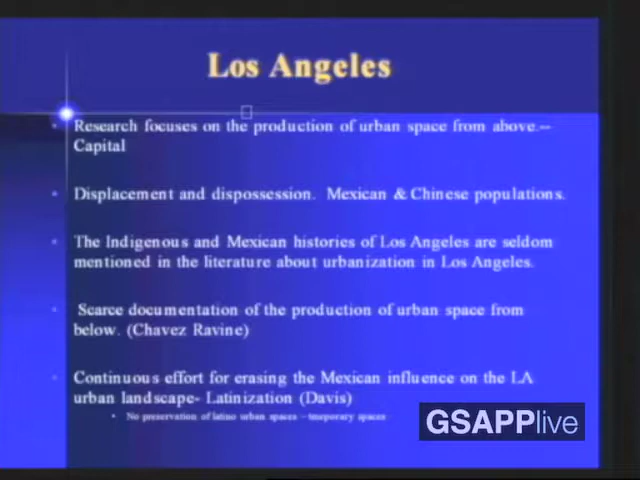 Los Angeles
Research focuses on the production of urban space from above.--
Capital
Displacement and dispossession. Mexican & Chinese populations.
The Indigenous and Mexican histories of Los Angeles are seldom
mentioned in the literature about urbanization in Los Angeles.
Scarce documentation of the production of urban space from
below. (Chavez Ravine)
Continuous effort for erasing the Mexican influence on the LA
urban landscape- Latinization (Davis)
No preservation of latino urban spaces – tmeporary spaces
GSAPPlive